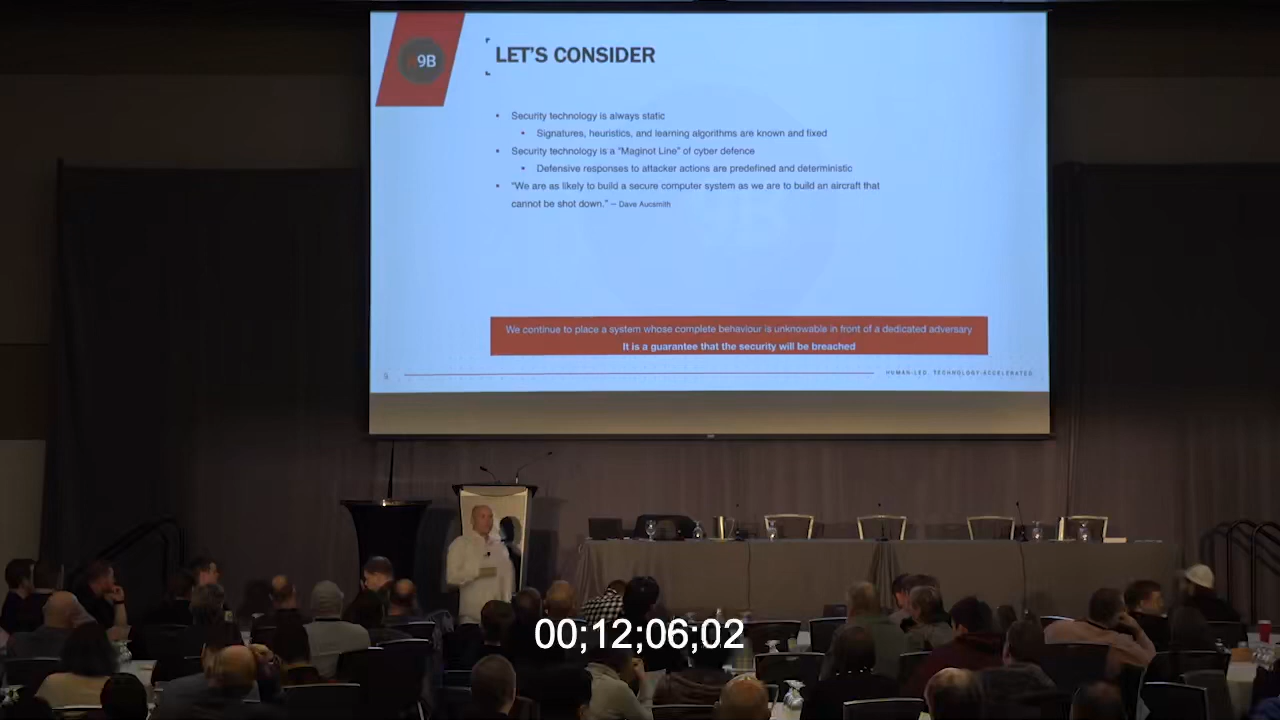 9B
LET'S CONSIDER
• Security technology is always static
• Signatures, heuristics, and learning algorithms are known and fixed
• Security technology is a "Maginot Line" of cyber defence
• Defensive responses to attacker actions are predefined and deterministic
• "We are as likely to build a secure computer system as we are to build an aircraft that
cannot be shot down." – Dave Aucsmith
We continue to place a system whose complete behaviour is unknowable in front of a dedicated adversary
It is a guarantee that the security will be breached
HUMAN-LED. TECHNOLOGY-ACCELERATED
00;12;06;02